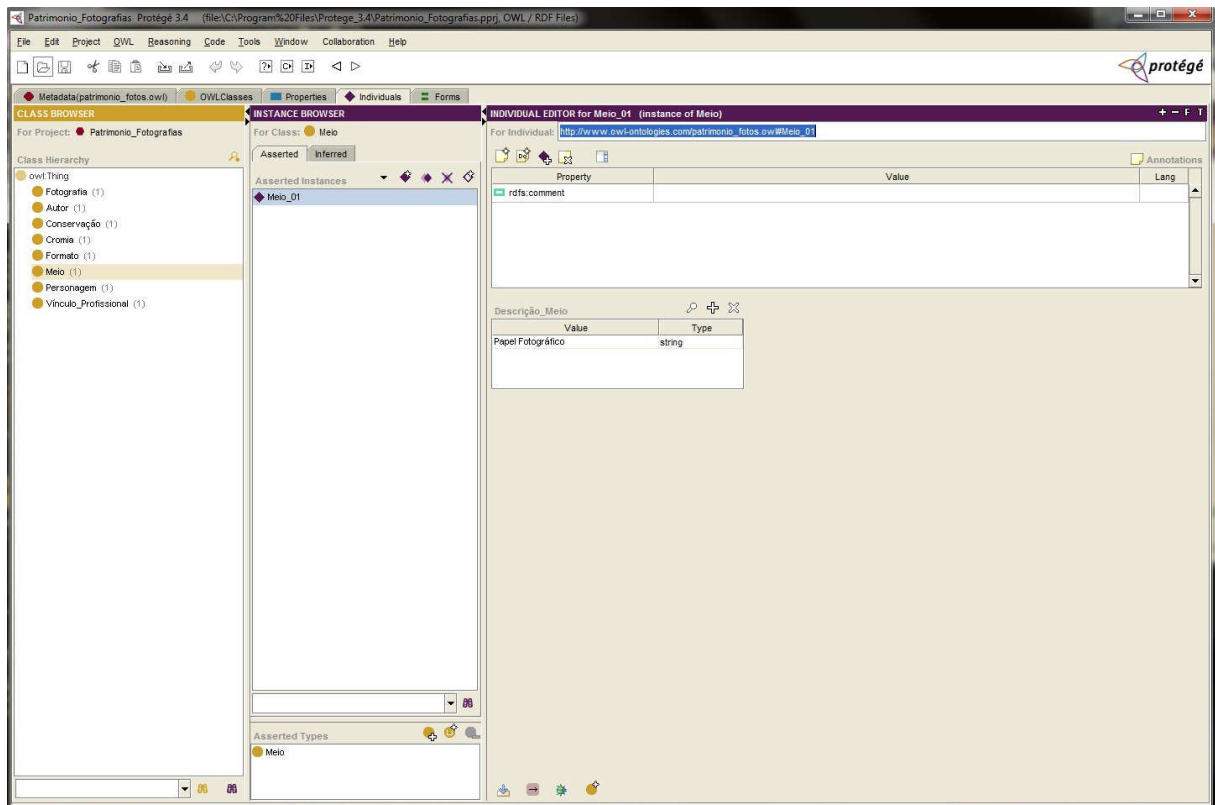 Patrimonio_Fotografias Protégé 3.4 (file:\C:\Program%20Files\Protege_3.4\Patrimonio_Fotografias.pprj, OWL / RDF Files)
File Edit Project OWL Reasoning Code Tools Window Collaboration Help
protégé
Metadata(patrimonio_fotos.owl) OWLClasses Properties Individuals Forms
CLASS BROWSER
For Project: Patrimonio_Fotografias
Class Hierarchy
owl:Thing
Fotografia (1)
Autor (1)
Conservação (1)
Cromia (1)
Formato (1)
Meio (1)
Personagem (1)
Vínculo_Profissional (1)
INSTANCE BROWSER
For Class: Meio
Asserted Inferred
Asserted Instances
Meio_01
Asserted Types
Meio
INDIVIDUAL EDITOR for Meio_01 (instance of Meio)
+ - F T
For Individual: http://www.owl-ontologies.com/patrimonio_fotos.owl#Meio_01
Annotations
Property Value Lang
rdfs:comment
Descrição_Meio
Value Type
Papel Fotográfico string